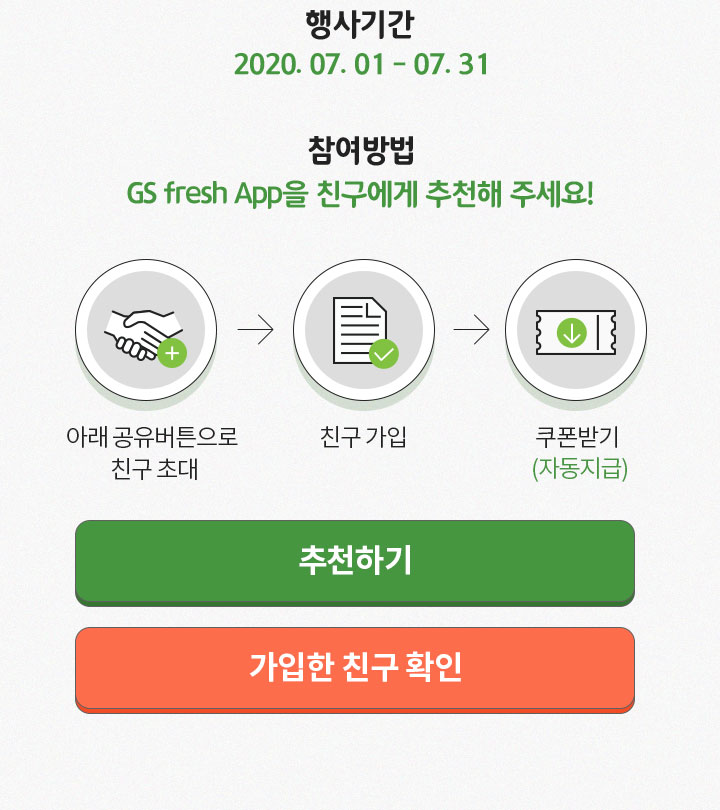 행사기간
2020. 07. 01 - 07. 31
참여방법
GS fresh App을 친구에게 추천해 주세요!
아래 공유버튼으로
친구 초대
친구 가입
쿠폰받기
(자동지급)
추천하기
가입한 친구 확인